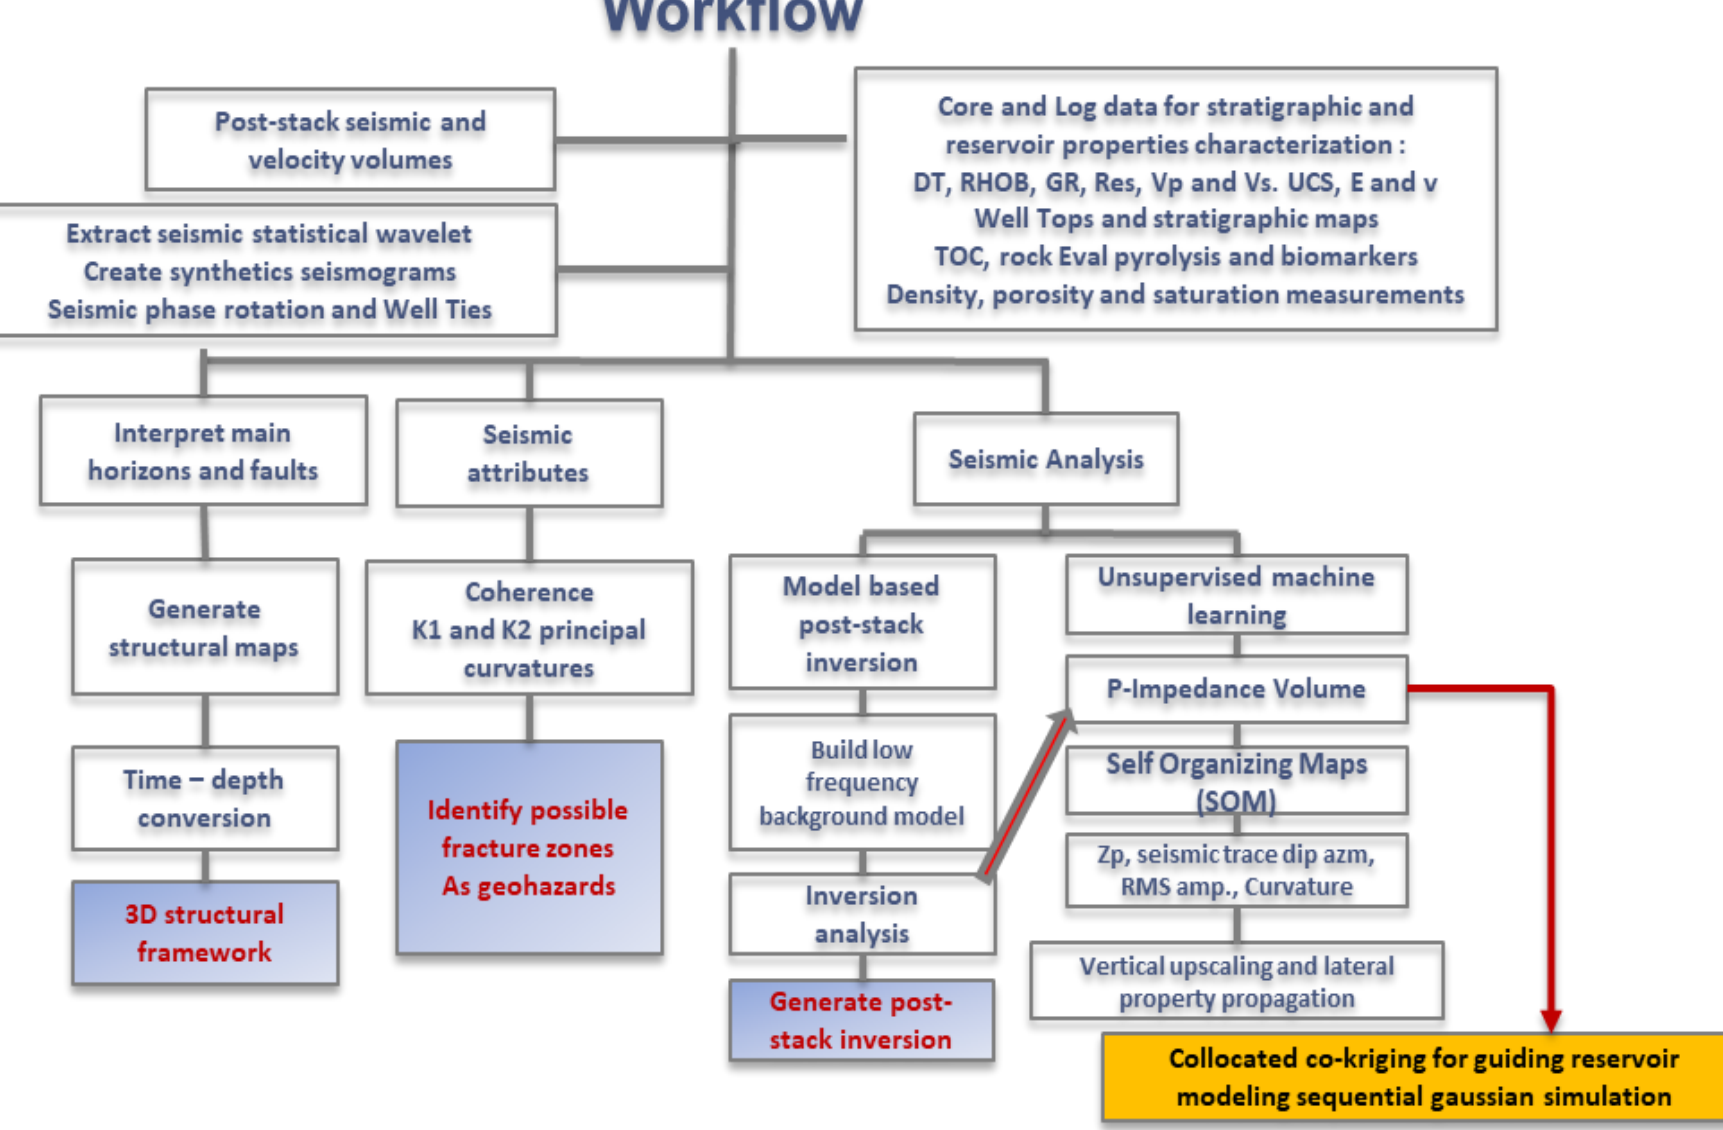 Workflow
Post-stack seismic and
velocity volumes
Core and Log data for stratigraphic and
reservoir properties characterization :
DT, RHOB, GR, Res, Vp and Vs. UCS, E and v
Well Tops and stratigraphic maps
TOC, rock Eval pyrolysis and biomarkers
Density, porosity and saturation measurements
Extract seismic statistical wavelet
Create synthetics seismograms
Seismic phase rotation and Well Ties
Interpret main
horizons and faults
Generate
structural maps
Time – depth
conversion
3D structural
framework
Seismic
attributes
Coherence
K1 and K2 principal
curvatures
Identify possible
fracture zones
As geohazards
Seismic Analysis
Model based
post-stack
inversion
Build low
frequency
background model
Inversion
analysis
Generate post-
stack inversion
Unsupervised machine
learning
P-Impedance Volume
Self Organizing Maps
(SOM)
Zp, seismic trace dip azm,
RMS amp., Curvature
Vertical upscaling and lateral
property propagation
Collocated co-kriging for guiding reservoir
modeling sequential gaussian simulation